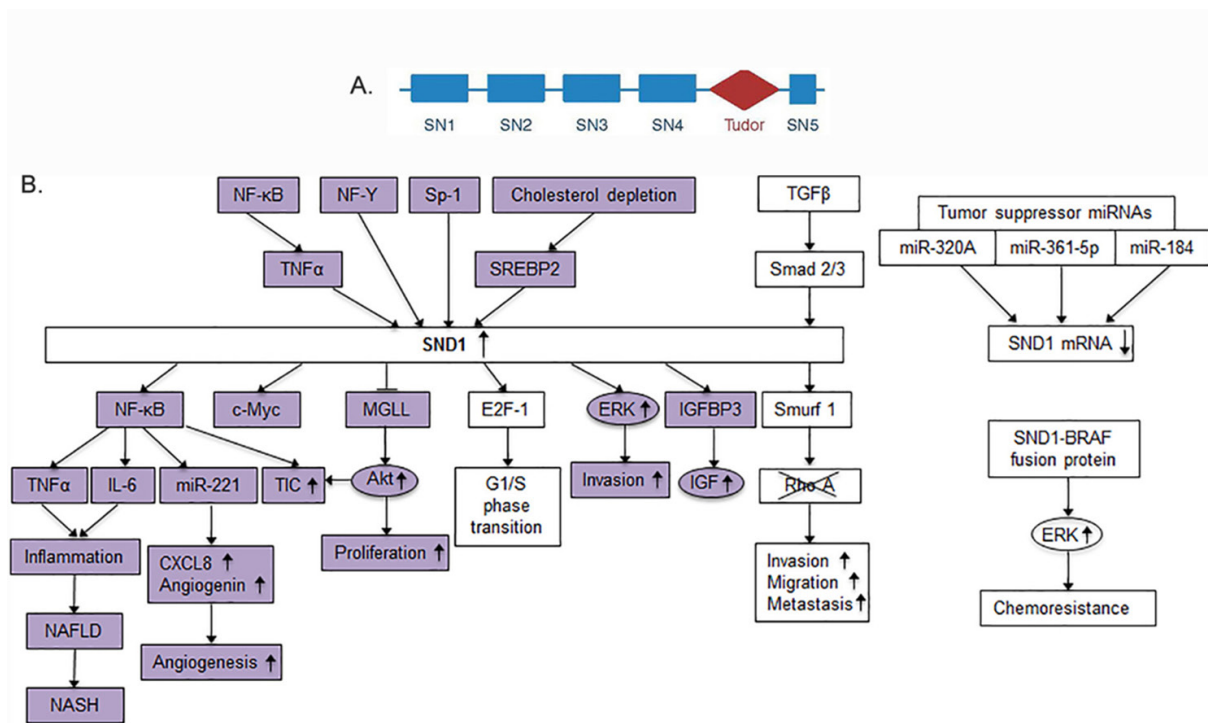 A.
SN1 SN2 SN3 SN4 Tudor SN5
B.
NF-κB NF-Y Sp-1 Cholesterol depletion TGFβ
Tumor suppressor miRNAs
miR-320A miR-361-5p miR-184
TNFα SREBP2 Smad 2/3
SND1 ↑
SND1 mRNA ↓
NF-κB c-Myc MGLL E2F-1 ERK ↑ IGFBP3 Smurf 1
SND1-BRAF
fusion protein
TNFα IL-6 miR-221 TIC ↑ Akt ↑
G1/S
phase
transition
Invasion ↑ IGF ↑ Rho A
ERK ↑
Inflammation
CXCL8 ↑
Angiogenin ↑
Proliferation ↑
Invasion ↑
Migration ↑
Metastasis ↑
Chemoresistance
NAFLD
Angiogenesis ↑
NASH